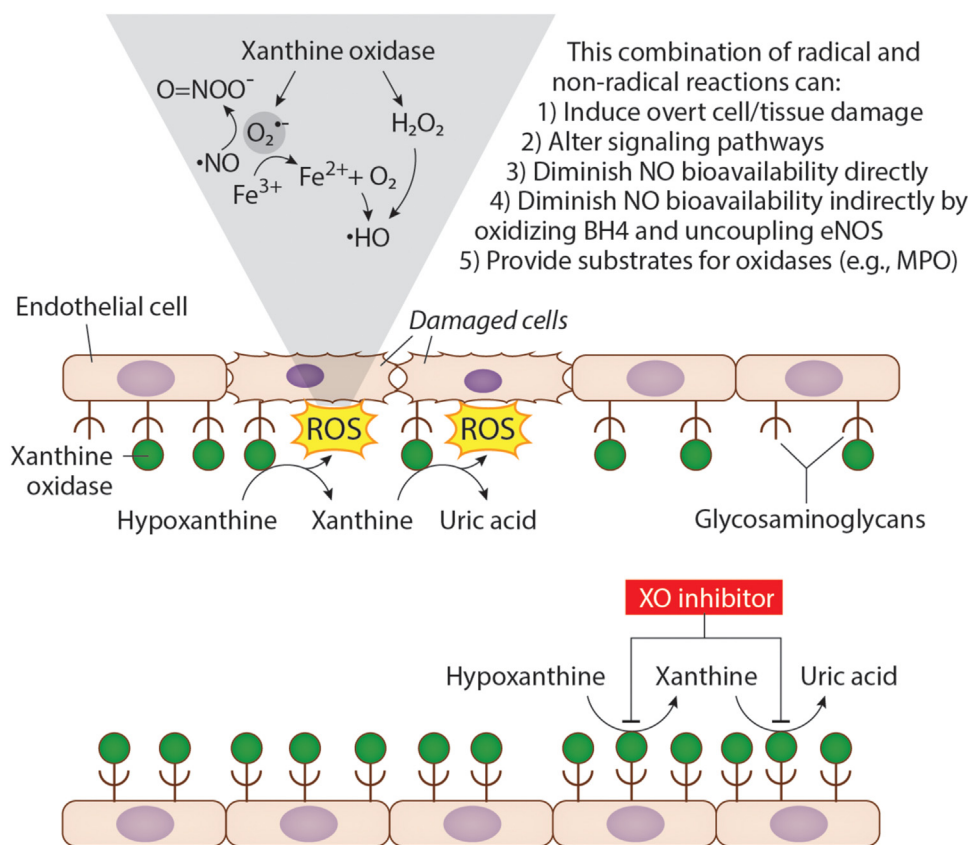 Xanthine oxidase
O=NOO⁻
O₂•⁻
H₂O₂
•NO
Fe³⁺
Fe²⁺ + O₂
•HO
This combination of radical and
non-radical reactions can:
1) Induce overt cell/tissue damage
2) Alter signaling pathways
3) Diminish NO bioavailability directly
4) Diminish NO bioavailability indirectly by
oxidizing BH4 and uncoupling eNOS
5) Provide substrates for oxidases (e.g., MPO)
Endothelial cell
Damaged cells
ROS
ROS
Xanthine
oxidase
Hypoxanthine
Xanthine
Uric acid
Glycosaminoglycans
XO inhibitor
Hypoxanthine
Xanthine
Uric acid